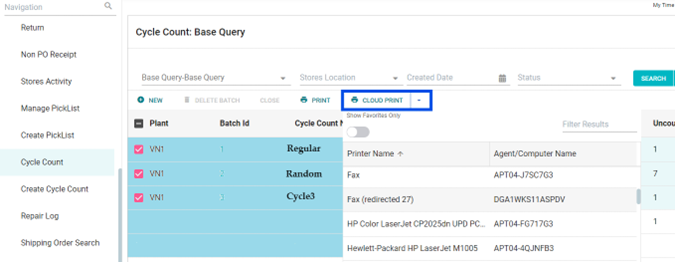 Navigation
My Time
Return
Non PO Receipt
Stores Activity
Manage PickList
Create PickList
Cycle Count
Create Cycle Count
Repair Log
Shipping Order Search
Cycle Count: Base Query
Base Query-Base Query Stores Location Created Date Status SEARCH
NEW DELETE BATCH CLOSE PRINT CLOUD PRINT
Plant Batch Id Cycle Count N
VN1 1 Regular
VN1 2 Random
VN1 3 Cycle3
Show Favorites Only
Filter Results
Printer Name Agent/Computer Name
Fax APT04-J7SC7G3
Fax (redirected 27) DGA1WKS11ASPDV
HP Color LaserJet CP2025dn UPD PC... APT04-FG717G3
Hewlett-Packard HP LaserJet M1005 APT04-4QJNFB3
Uncou
1
7
1
1